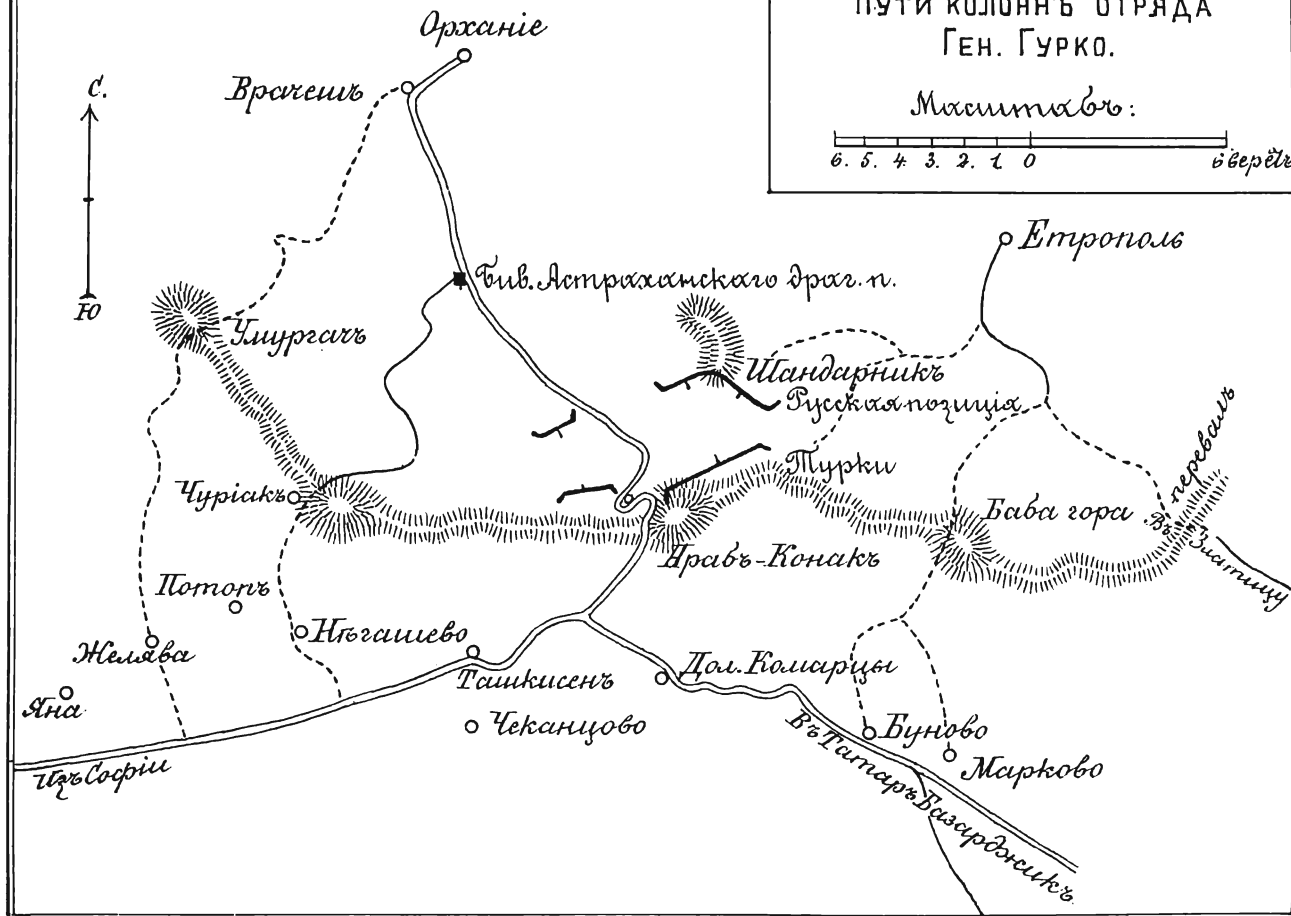 ПУТИ КОЛОННЪ ОТРЯДА
ГЕН. ГУРКО.
Масштабъ:
6. 5. 4. 3. 2. 1. 0 6 верстъ
С.
Ю
Орханіе
Врачешъ
Етрополь
Бив. Астраханскаго драг. п.
Умургачъ
Шандарникъ
Русская позиція
Турки
Чуріакъ
Баба гора
перевалъ
Въ Златицу
Арабъ-Конакъ
Потопъ
Нѣгашево
Желява
Ташкисенъ
Дол. Комарцы
Яна
Чеканцово
Буново
Марково
Изъ Софіи
Въ Татаръ Базарджикъ.